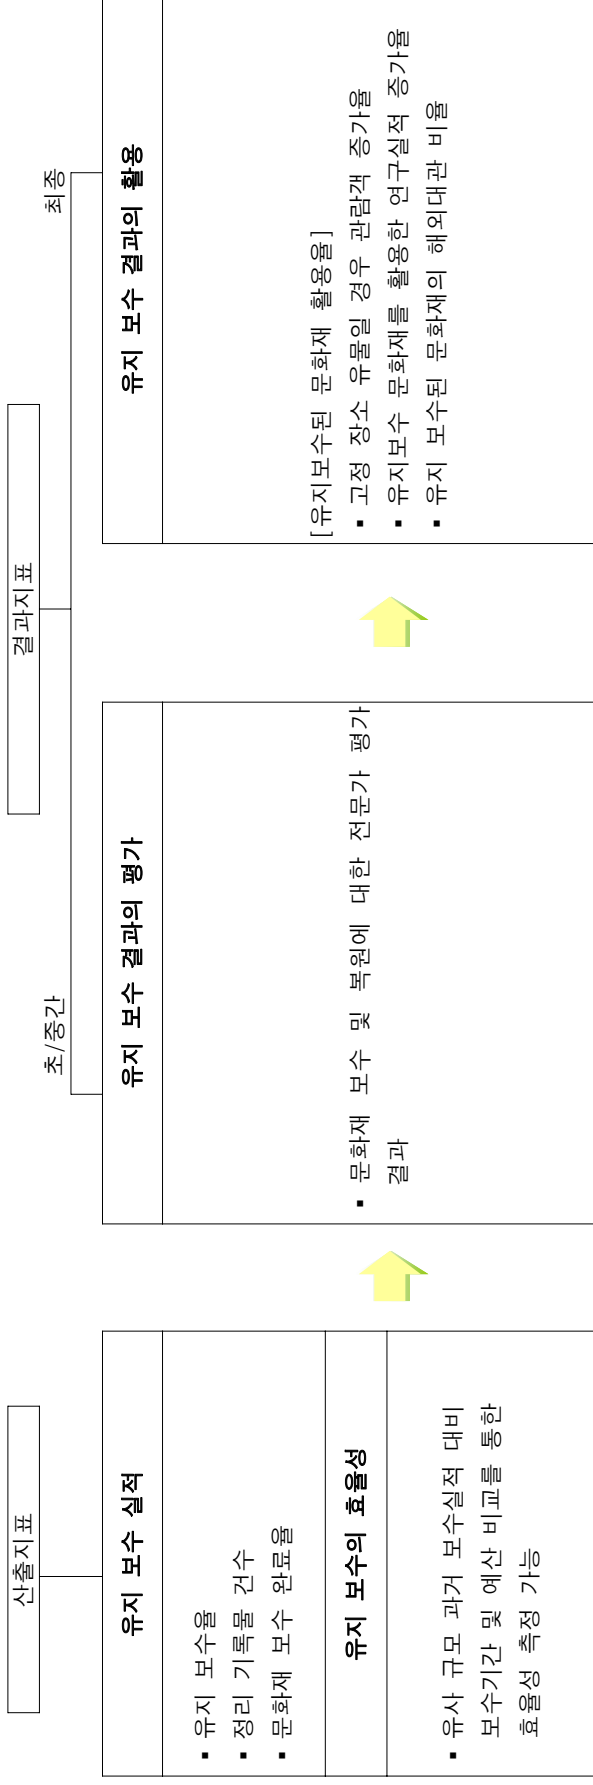 산출지표
유지 보수 실적
▪ 유지 보수율
▪ 정리 기록물 건수
▪ 문화재 보수 완료율
유지 보수의 효율성
▪ 유사 규모 과거 보수실적 대비
보수기간 및 예산 비교를 통한
효율성 측정 가능
결과지표
초/중간
유지 보수 결과의 평가
▪ 문화재 보수 및 복원에 대한 전문가 평가
결과
최종
유지 보수 결과의 활용
[유지보수된 문화재 활용율]
▪ 고정 장소 유물일 경우 관람객 증가율
▪ 유지보수 문화재를 활용한 연구실적 증가율
▪ 유지 보수된 문화재의 해외대관 비율